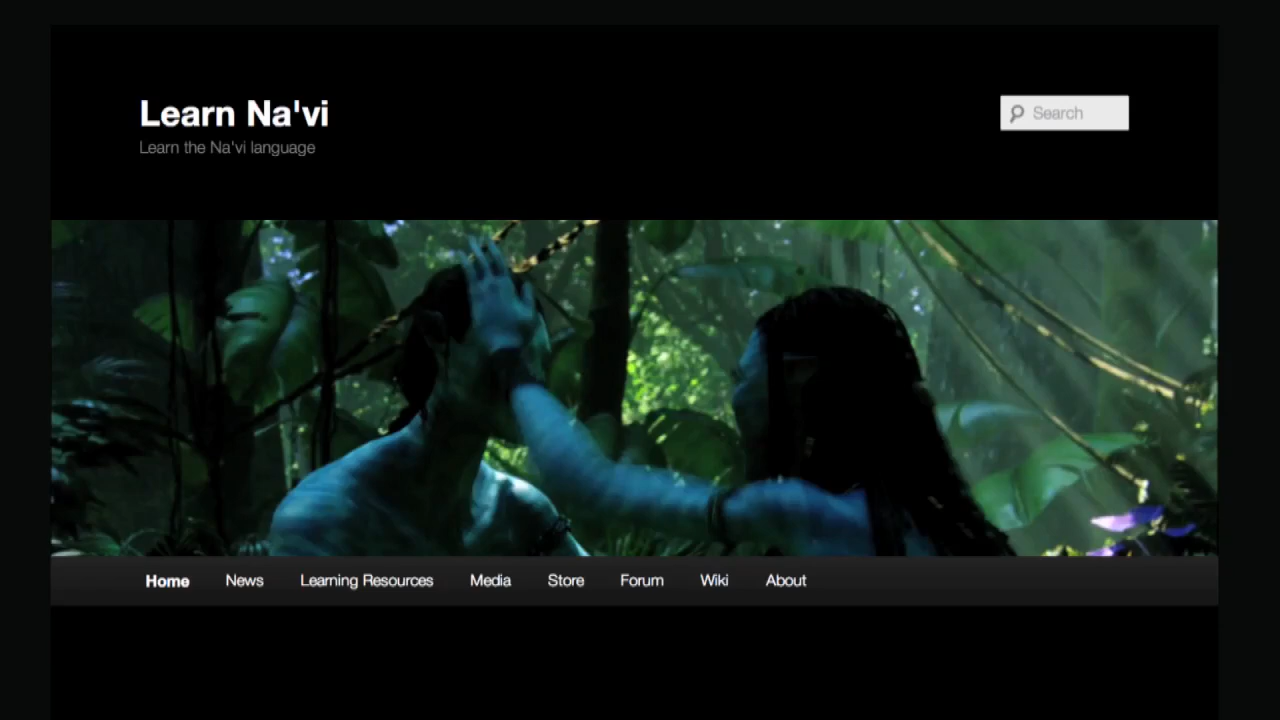 Learn Na'vi
Learn the Na'vi language
Search
Home News Learning Resources Media Store Forum Wiki About